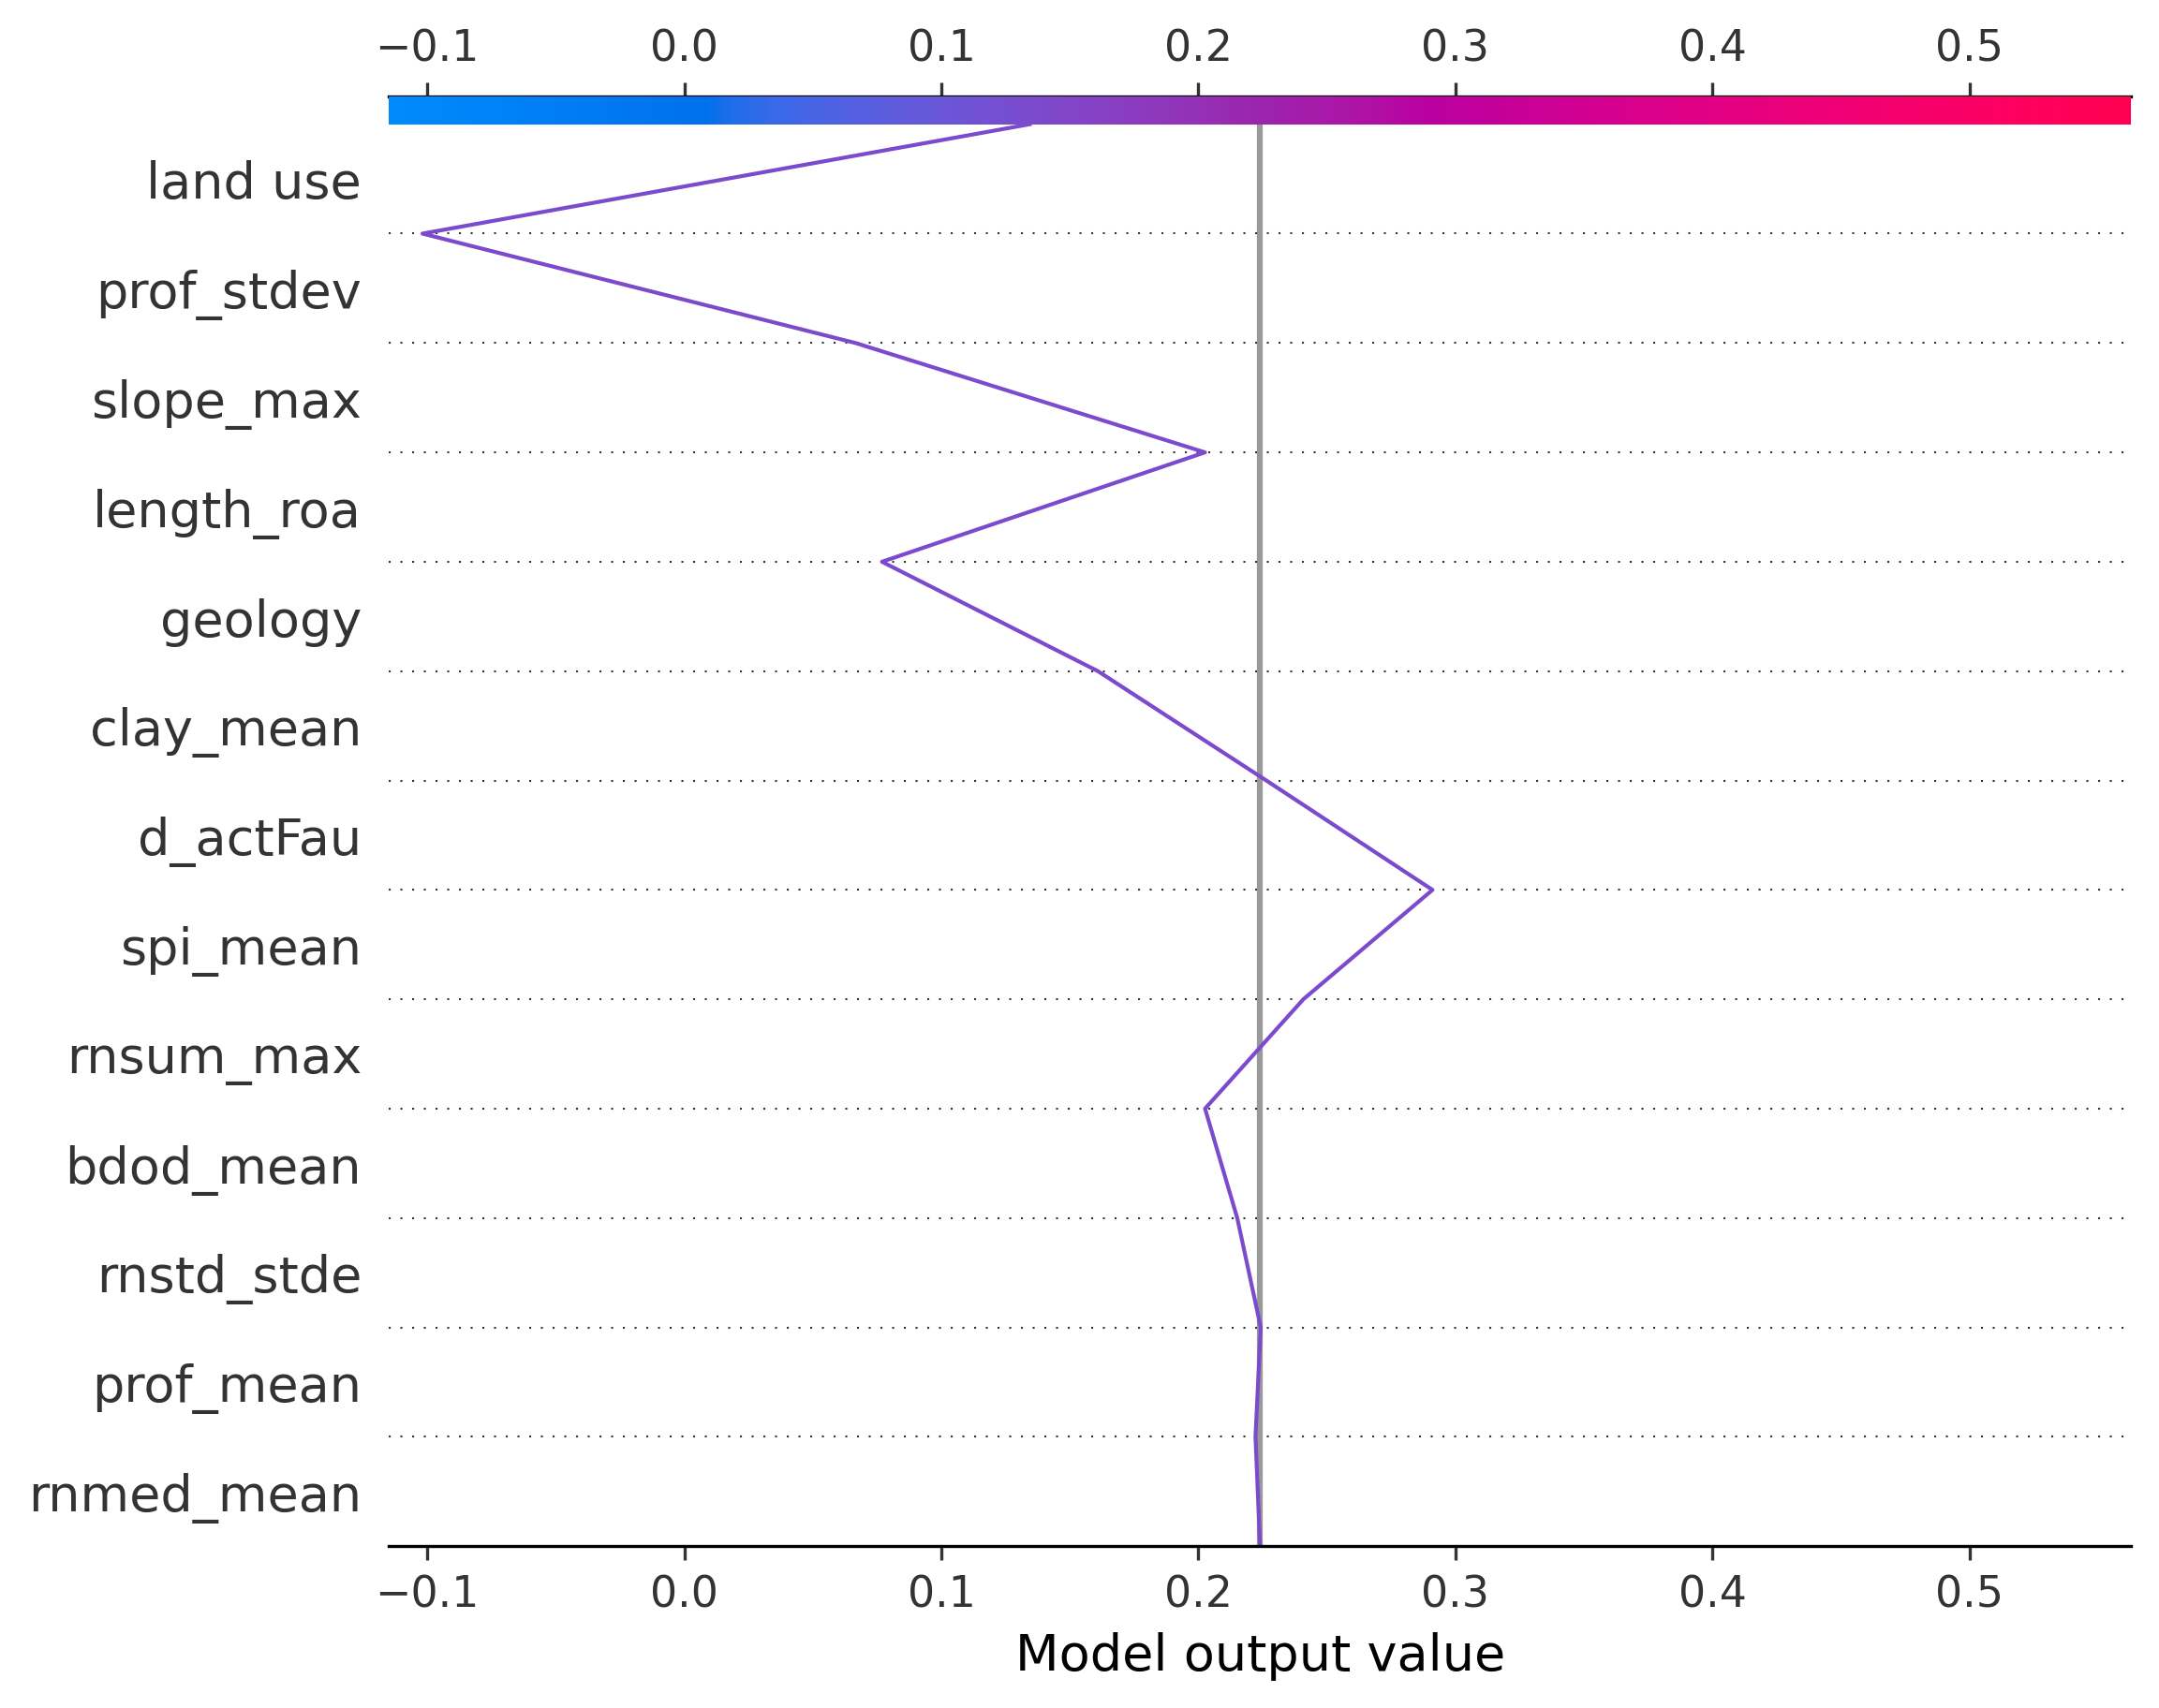 −0.1 0.0 0.1 0.2 0.3 0.4 0.5
land use
prof_stdev
slope_max
length_roa
geology
clay_mean
d_actFau
spi_mean
rnsum_max
bdod_mean
rnstd_stde
prof_mean
rnmed_mean
−0.1 0.0 0.1 0.2 0.3 0.4 0.5
Model output value